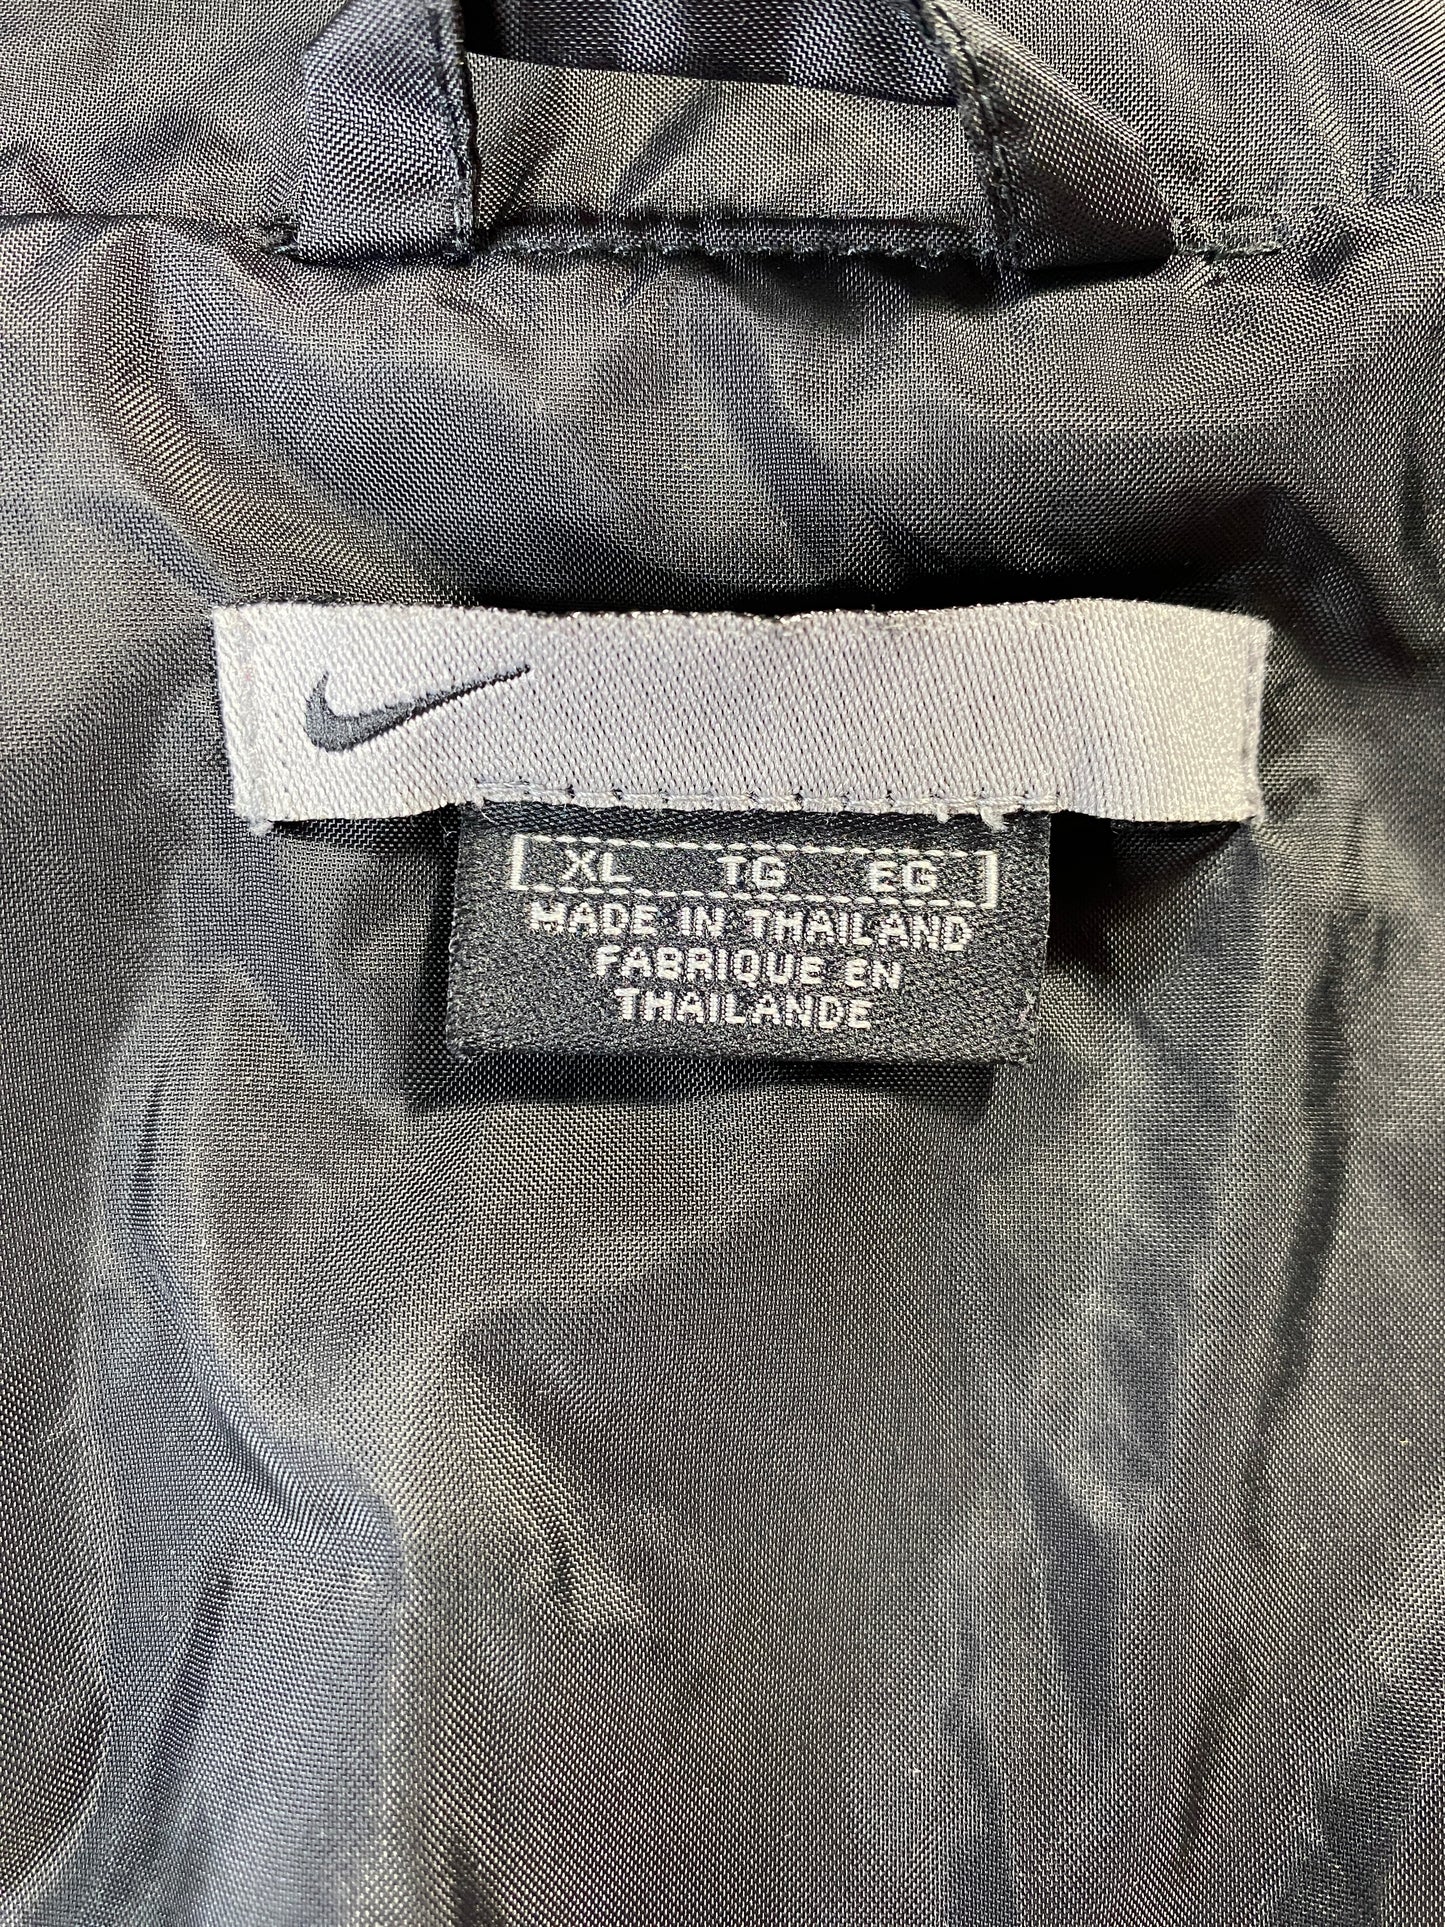 XL TG EG
MADE IN THAILAND
FABRIQUE EN
THAILANDE